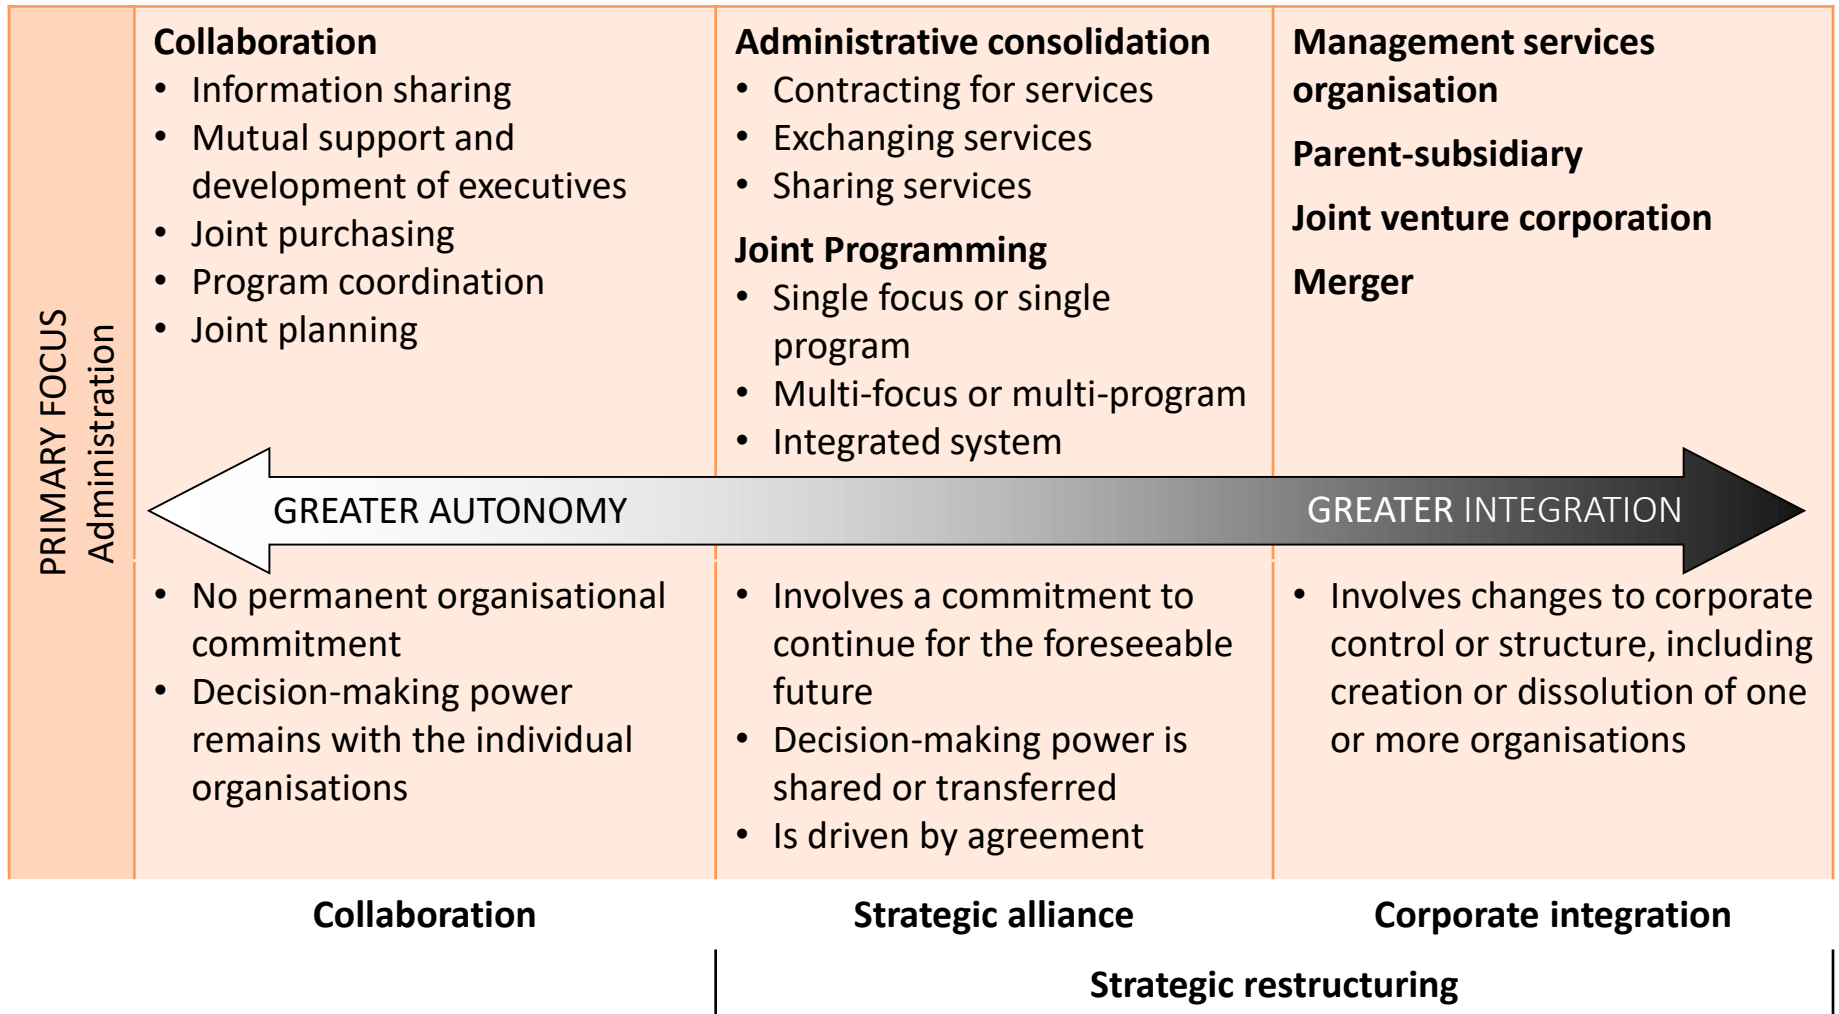 PRIMARY FOCUS
Administration
Collaboration
• Information sharing
• Mutual support and
development of executives
• Joint purchasing
• Program coordination
• Joint planning
Administrative consolidation
• Contracting for services
• Exchanging services
• Sharing services
Joint Programming
• Single focus or single
program
• Multi-focus or multi-program
• Integrated system
Management services
organisation
Parent-subsidiary
Joint venture corporation
Merger
GREATER AUTONOMY
GREATER INTEGRATION
• No permanent organisational
commitment
• Decision-making power
remains with the individual
organisations
• Involves a commitment to
continue for the foreseeable
future
• Decision-making power is
shared or transferred
• Is driven by agreement
• Involves changes to corporate
control or structure, including
creation or dissolution of one
or more organisations
Collaboration
Strategic alliance
Corporate integration
Strategic restructuring